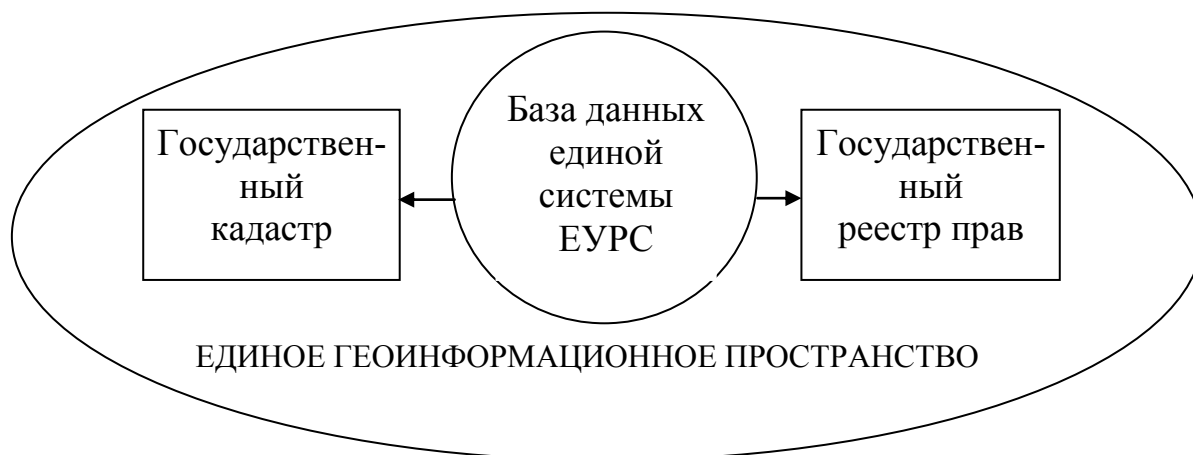 Государствен-
ный
кадастр
База данных
единой
системы
ЕУРС
Государствен-
ный
реестр прав
ЕДИНОЕ ГЕОИНФОРМАЦИОННОЕ ПРОСТРАНСТВО